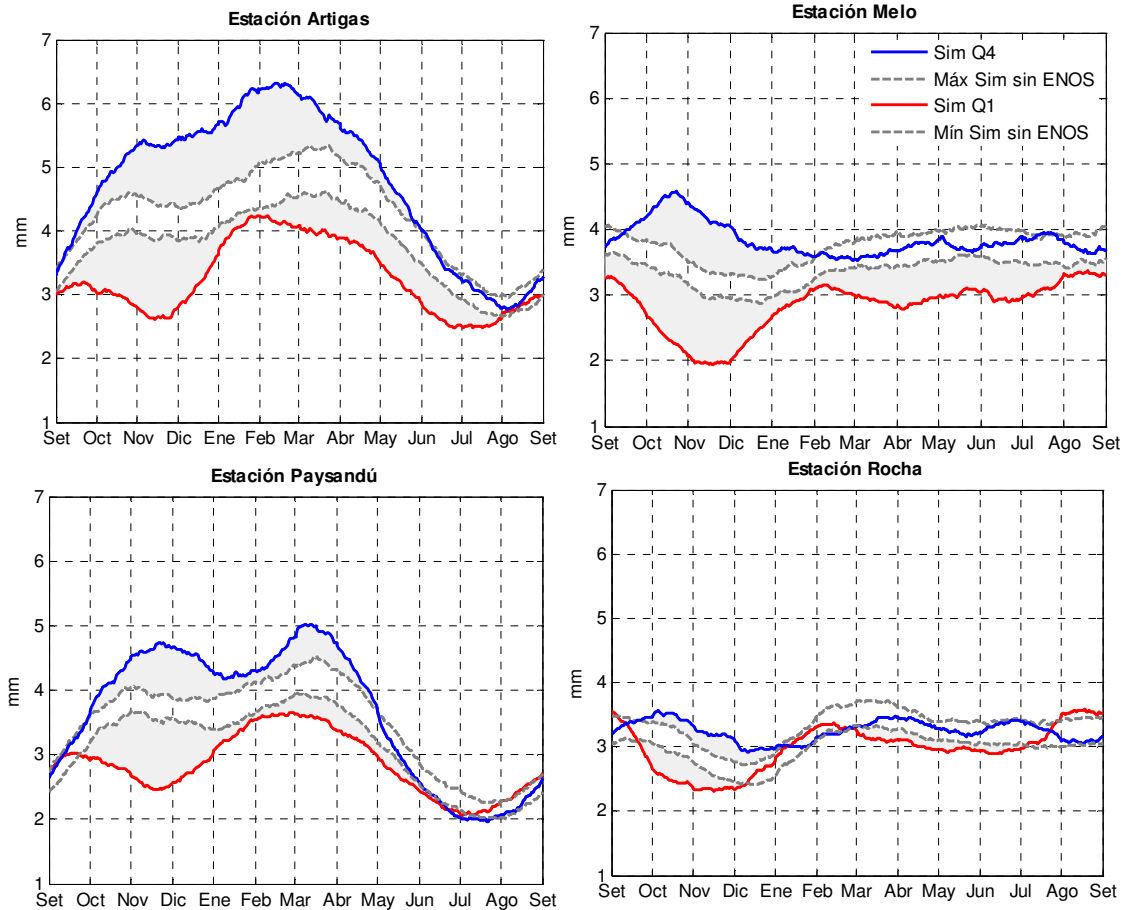 Estación Artigas
7
6
5
4
3
2
1
mm
Set Oct Nov Dic Ene Feb Mar Abr May Jun Jul Ago Set
Estación Melo
7
6
5
4
3
2
1
mm
Sim Q4
Máx Sim sin ENOS
Sim Q1
Mín Sim sin ENOS
Set Oct Nov Dic Ene Feb Mar Abr May Jun Jul Ago Set
Estación Paysandú
7
6
5
4
3
2
1
mm
Set Oct Nov Dic Ene Feb Mar Abr May Jun Jul Ago Set
Estación Rocha
7
6
5
4
3
2
1
mm
Set Oct Nov Dic Ene Feb Mar Abr May Jun Jul Ago Set